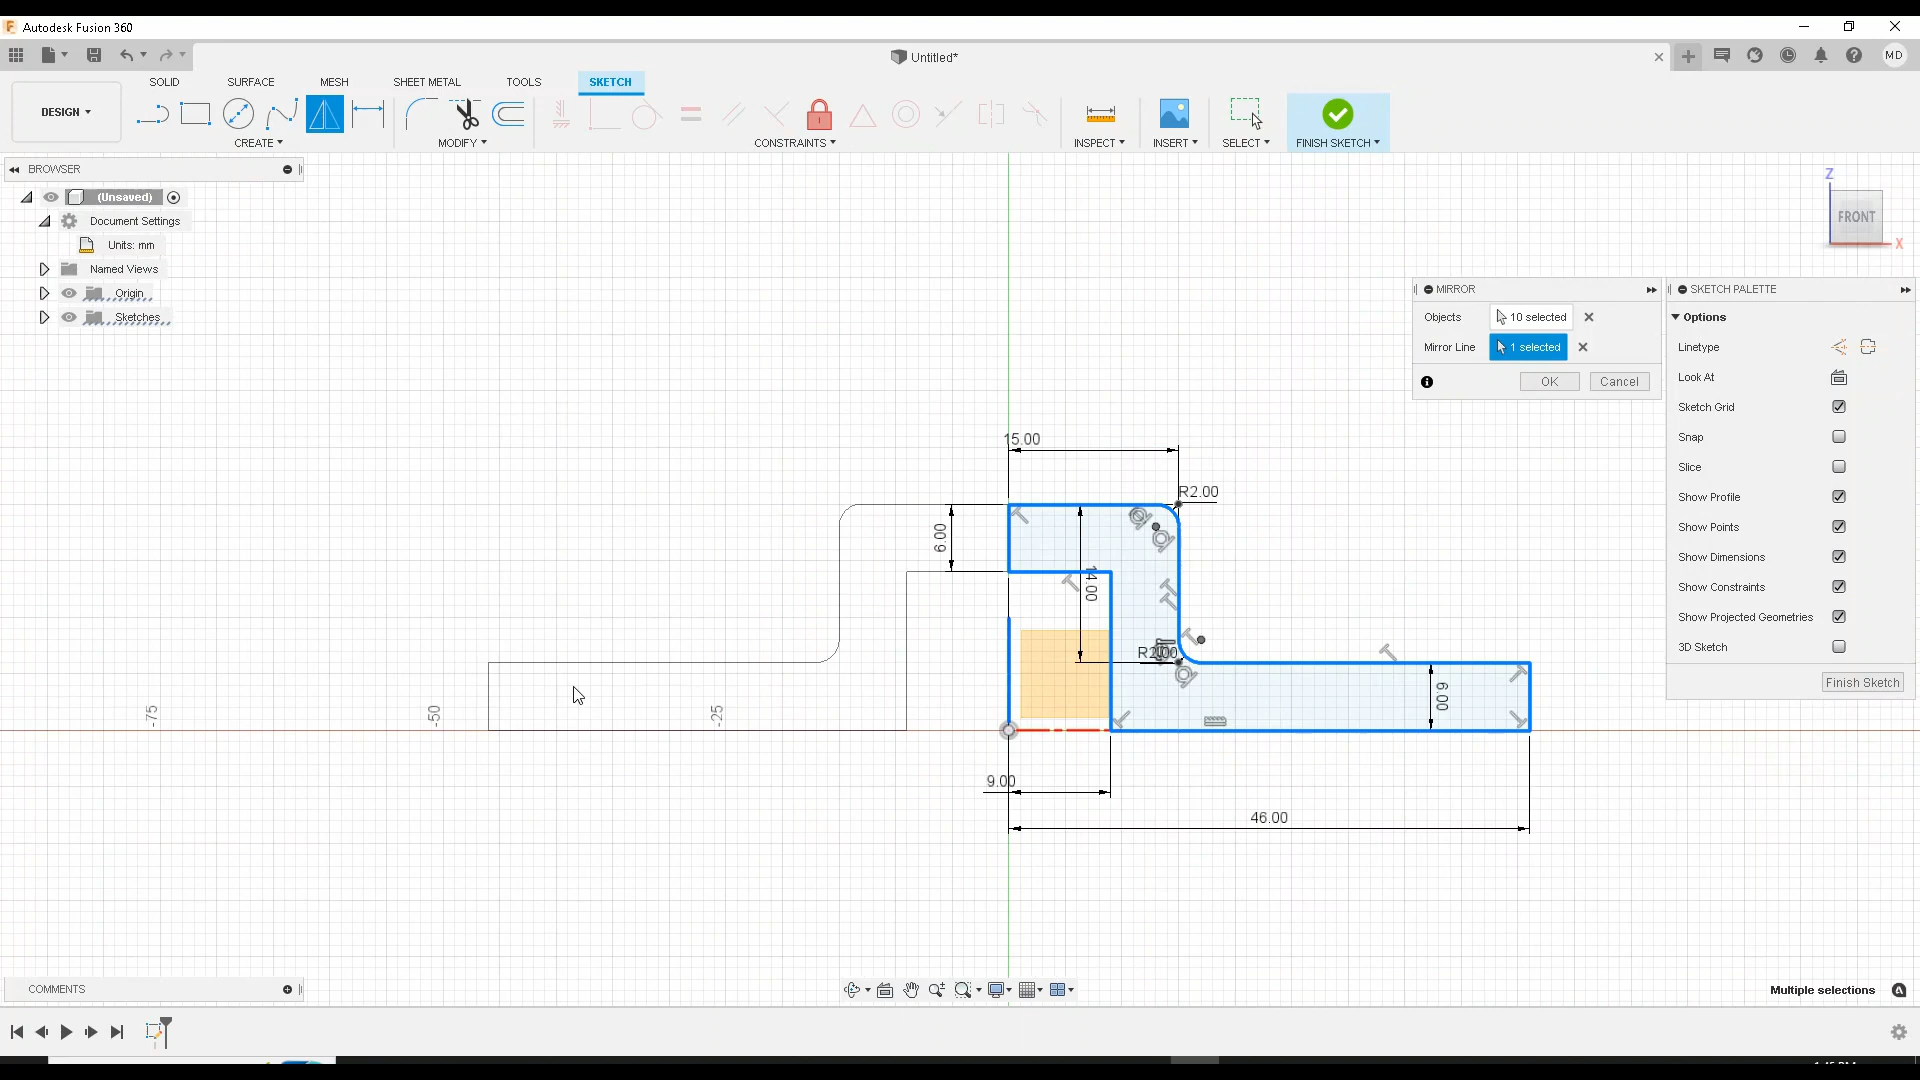 Autodesk Fusion 360
Untitled*
MD
SOLID
SURFACE
MESH
SHEET METAL
TOOLS
SKETCH
DESIGN
CREATE
MODIFY
CONSTRAINTS
INSPECT
INSERT
SELECT
FINISH SKETCH
BROWSER
(Unsaved)
Document Settings
Units: mm
Named Views
Origin
Sketches
Z
FRONT
X
MIRROR
Objects
10 selected
Mirror Line
1 selected
OK
Cancel
SKETCH PALETTE
Options
Linetype
Look At
Sketch Grid
Snap
Slice
Show Profile
Show Points
Show Dimensions
Show Constraints
Show Projected Geometries
3D Sketch
Finish Sketch
15.00
R2.00
6.00
14.00
R2.00
6.00
-75
-50
-25
9.00
46.00
COMMENTS
Multiple selections